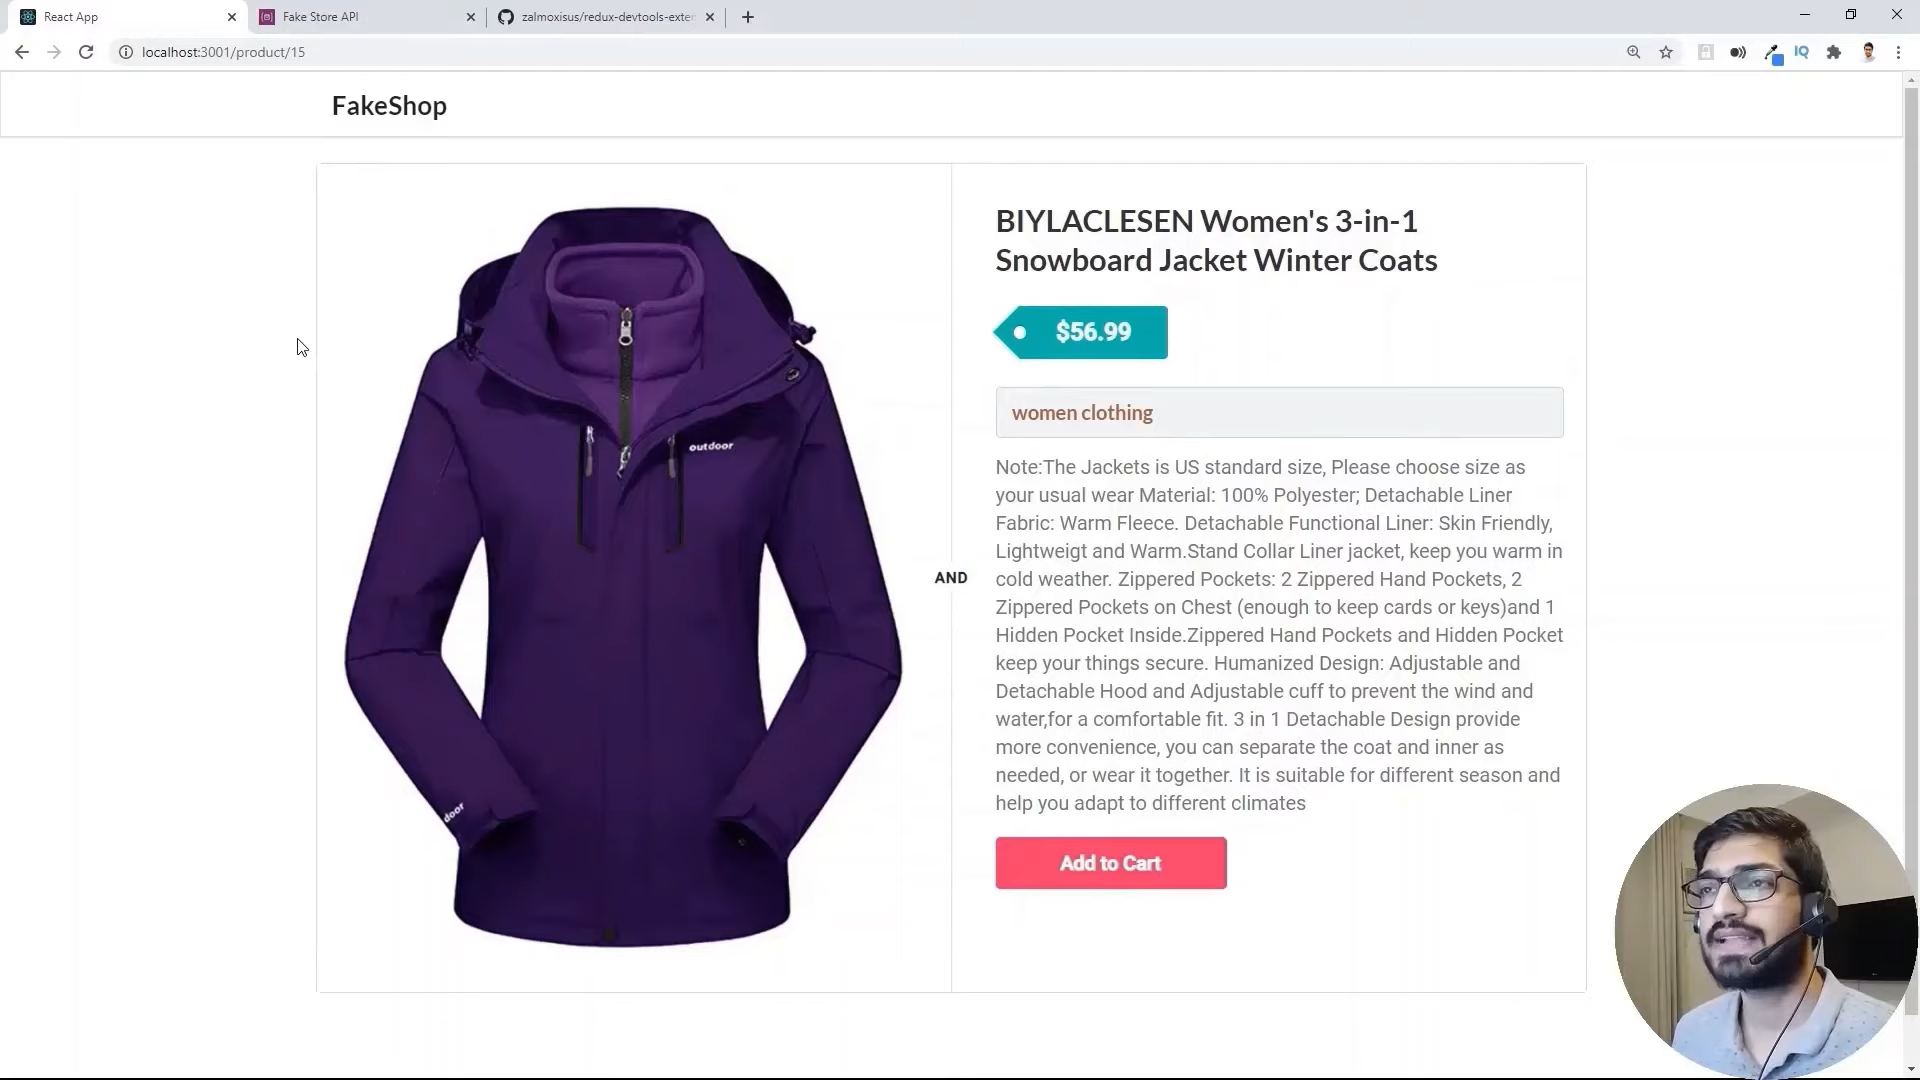 React App
Fake Store API
zalmoxisus/redux-devtools-exte
localhost:3001/product/15
IQ
FakeShop
outdoor
door
AND
BIYLACLESEN Women's 3-in-1
Snowboard Jacket Winter Coats
$56.99
women clothing
Note:The Jackets is US standard size, Please choose size as
your usual wear Material: 100% Polyester; Detachable Liner
Fabric: Warm Fleece. Detachable Functional Liner: Skin Friendly,
Lightweigt and Warm.Stand Collar Liner jacket, keep you warm in
cold weather. Zippered Pockets: 2 Zippered Hand Pockets, 2
Zippered Pockets on Chest (enough to keep cards or keys)and 1
Hidden Pocket Inside.Zippered Hand Pockets and Hidden Pocket
keep your things secure. Humanized Design: Adjustable and
Detachable Hood and Adjustable cuff to prevent the wind and
water,for a comfortable fit. 3 in 1 Detachable Design provide
more convenience, you can separate the coat and inner as
needed, or wear it together. It is suitable for different season and
help you adapt to different climates
Add to Cart